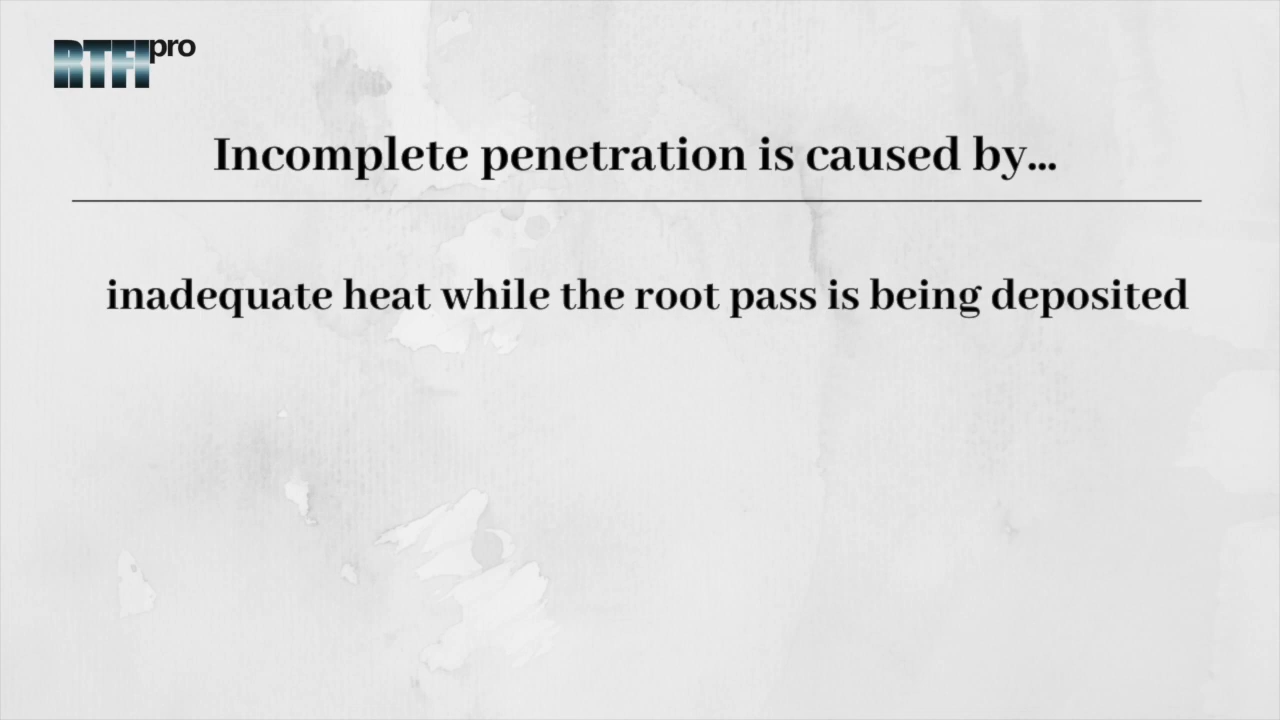 RTFI pro
Incomplete penetration is caused by...
inadequate heat while the root pass is being deposited